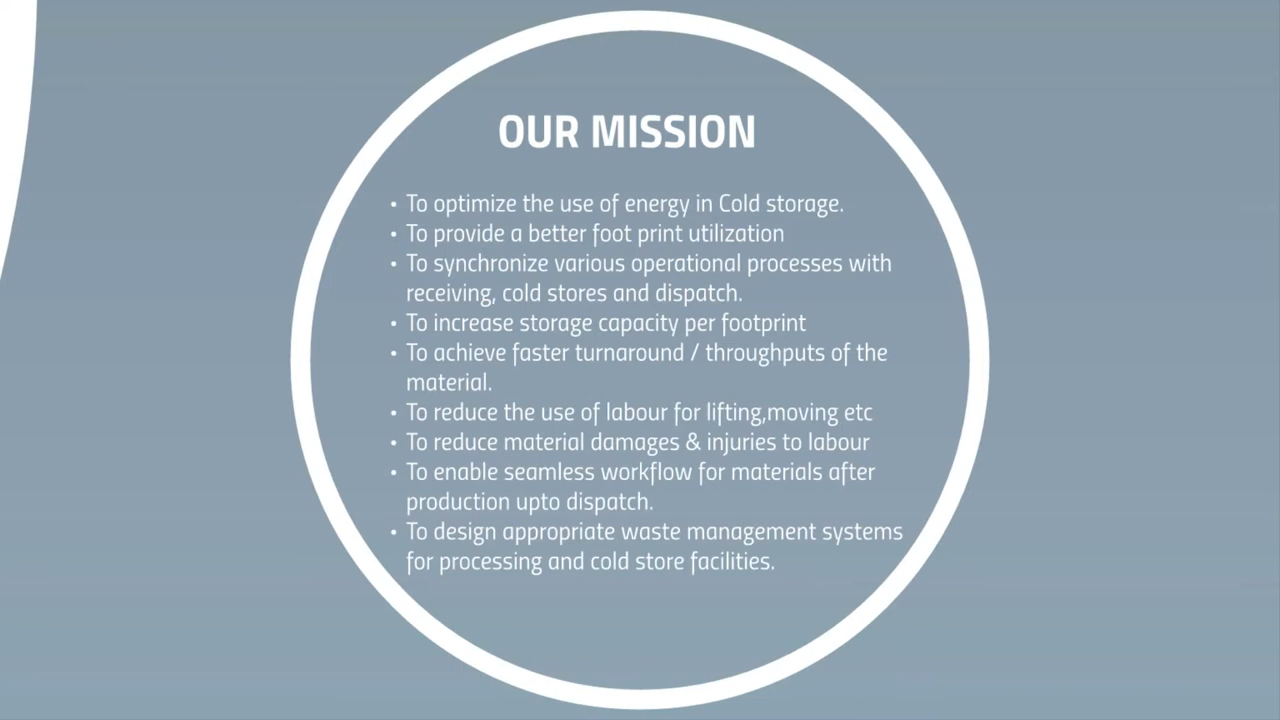 OUR MISSION
• To optimize the use of energy in Cold storage.
• To provide a better foot print utilization
• To synchronize various operational processes with
receiving, cold stores and dispatch.
• To increase storage capacity per footprint
• To achieve faster turnaround / throughputs of the
material.
• To reduce the use of labour for lifting,moving etc
• To reduce material damages & injuries to labour
• To enable seamless workflow for materials after
production upto dispatch.
• To design appropriate waste management systems
for processing and cold store facilities.